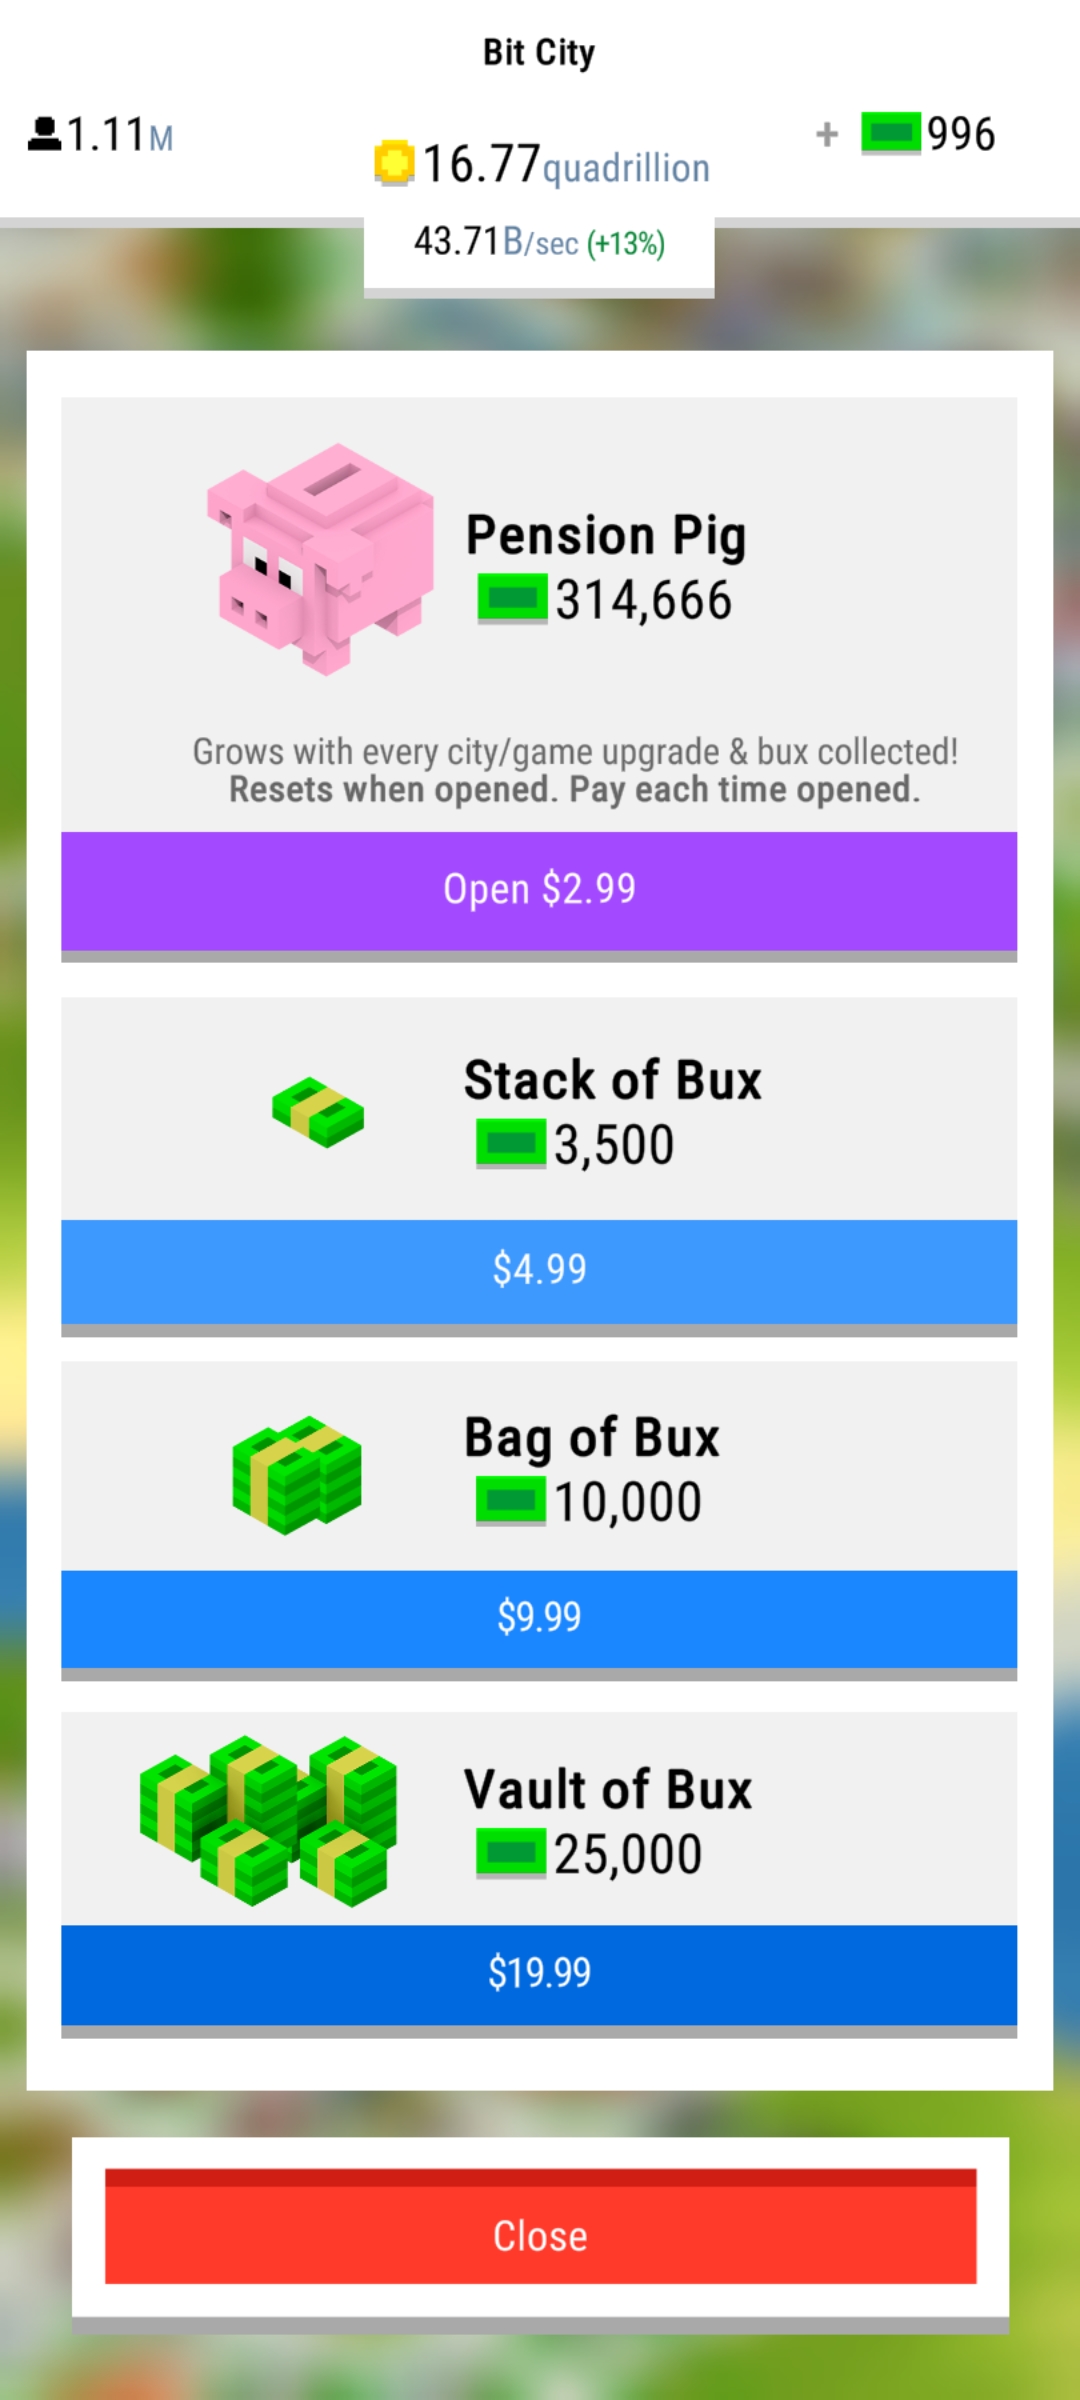 Bit City
1.11M
16.77quadrillion
+ 996
43.71B/sec (+13%)
Pension Pig
314,666
Grows with every city/game upgrade & bux collected!
Resets when opened. Pay each time opened.
Open $2.99
Stack of Bux
3,500
$4.99
Bag of Bux
10,000
$9.99
Vault of Bux
25,000
$19.99
Close